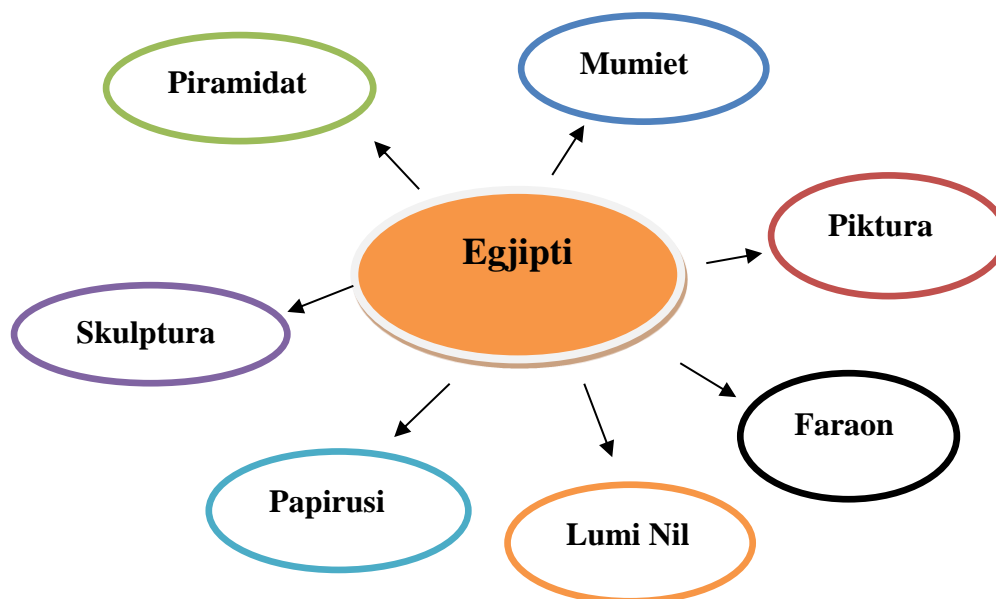 Piramidat
Mumiet
Piktura
Egjipti
Skulptura
Faraon
Papirusi
Lumi Nil